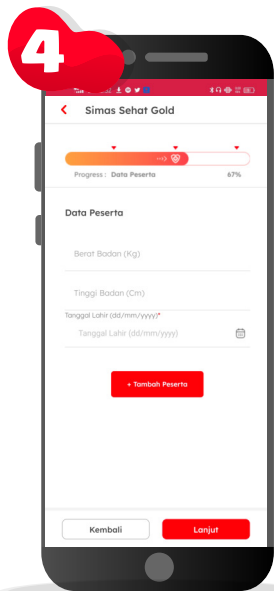 4
Simas Sehat Gold
Progress : Data Peserta 67%
Data Peserta
Berat Badan (Kg)
Tinggi Badan (Cm)
Tanggal Lahir (dd/mm/yyyy)*
Tanggal Lahir (dd/mm/yyyy)
+ Tambah Peserta
Kembali Lanjut